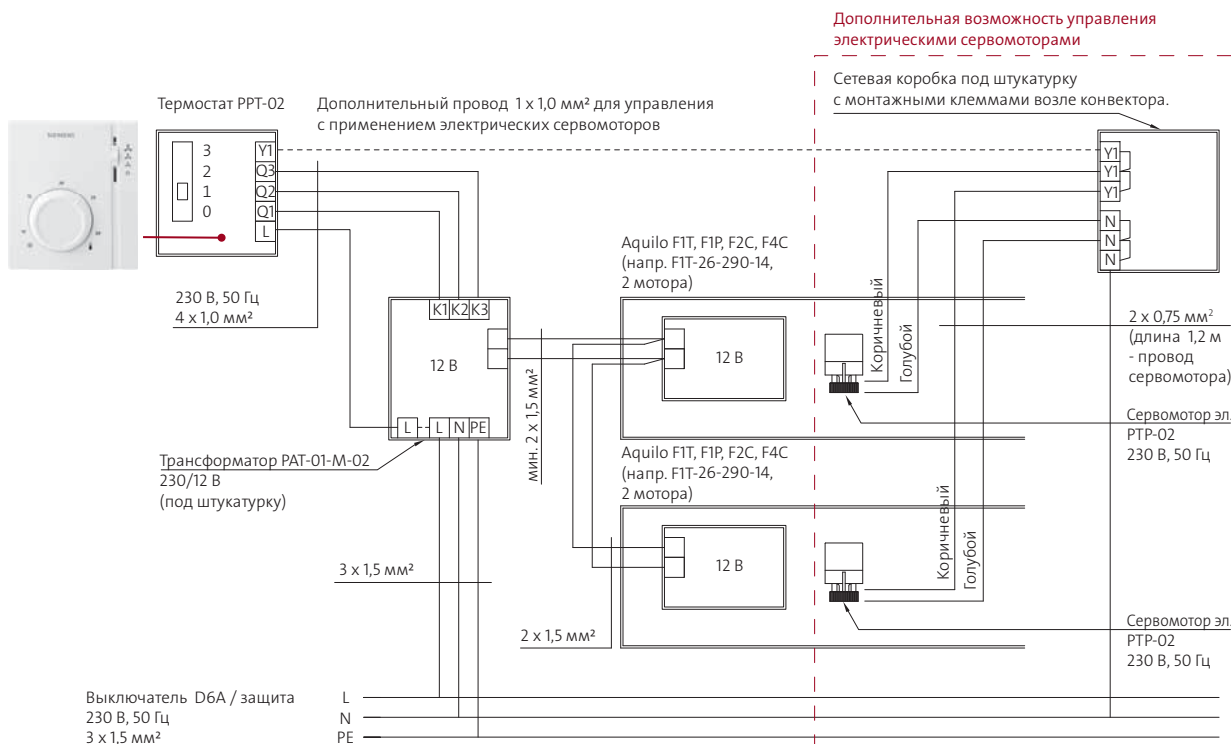 Дополнительная возможность управления
электрическими сервомоторами
Сетевая коробка под штукатурку
с монтажными клеммами возле конвектора.
Термостат РРТ-02
Дополнительный провод 1 x 1,0 мм² для управления
с применением электрических сервомоторов
SIEMENS
3
2
1
0
Y1
Q3
Q2
Q1
L
Y1
Y1
Y1
N
N
N
230 В, 50 Гц
4 x 1,0 мм²
Aquilo F1T, F1P, F2C, F4C
(напр. F1T-26-290-14,
2 мотора)
K1 K2 K3
12 В
12 В
Коричневый
Голубой
2 x 0,75 мм²
(длина 1,2 м
- провод
сервомотора)
мин. 2 x 1,5 мм²
L L N PE
Сервомотор эл.
РТР-02
230 В, 50 Гц
Трансформатор РАТ-01-М-02
230/12 В
(под штукатурку)
Aquilo F1T, F1P, F2C, F4C
(напр. F1T-26-290-14,
2 мотора)
12 В
Коричневый
Голубой
3 x 1,5 мм²
2 x 1,5 мм²
Сервомотор эл.
РТР-02
230 В, 50 Гц
Выключатель D6A / защита
230 В, 50 Гц
3 x 1,5 мм²
L
N
PE